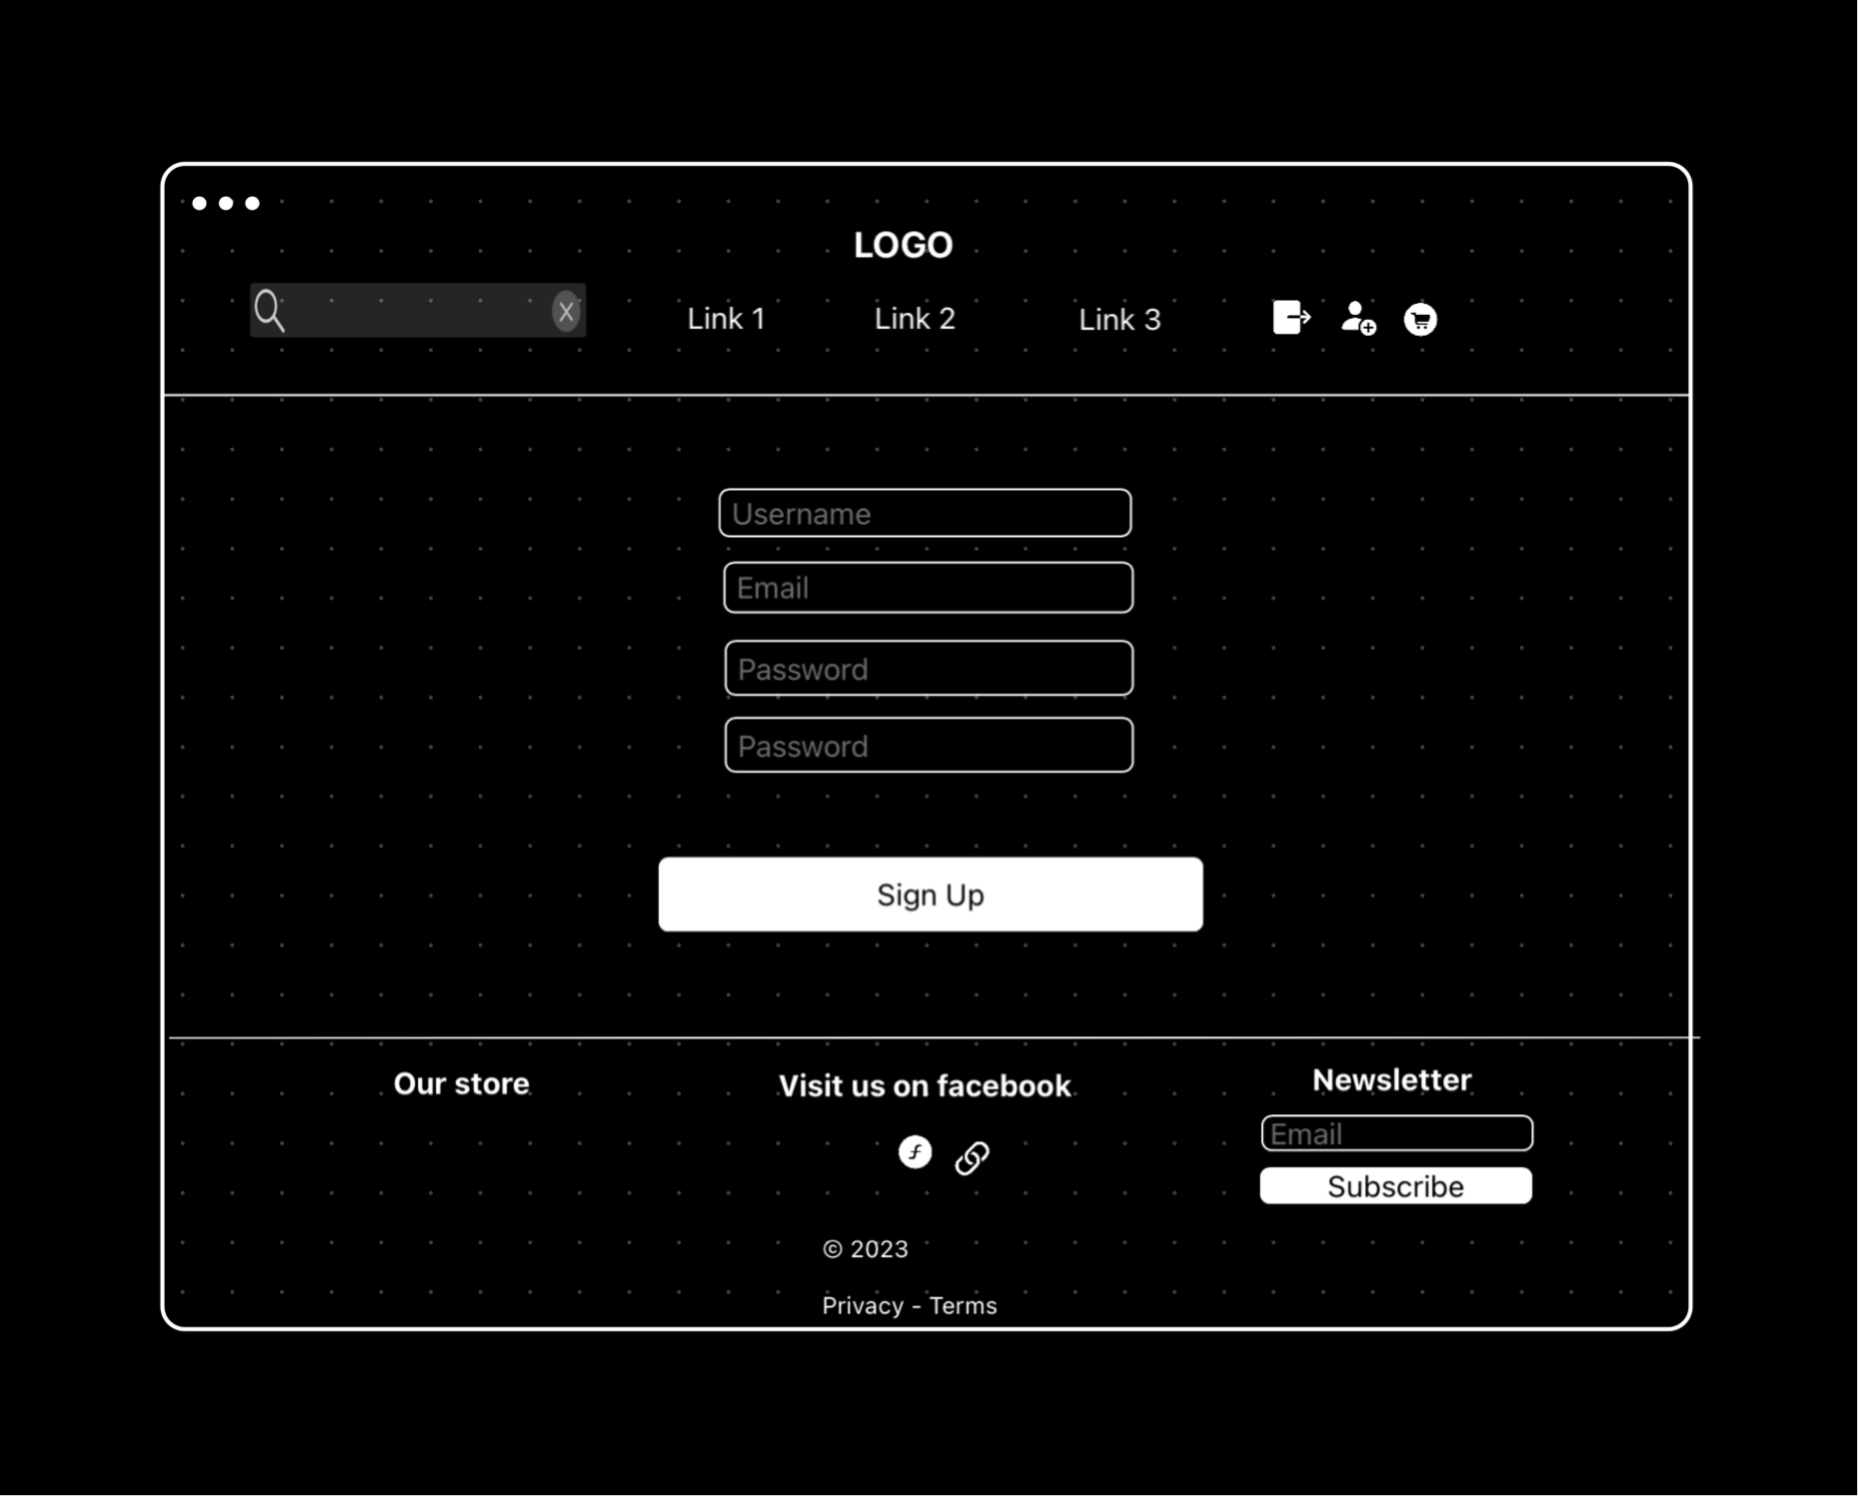 LOGO
X
Link 1
Link 2
Link 3
Username
Email
Password
Password
Sign Up
Our store
Visit us on facebook
Newsletter
Email
Subscribe
© 2023
Privacy - Terms